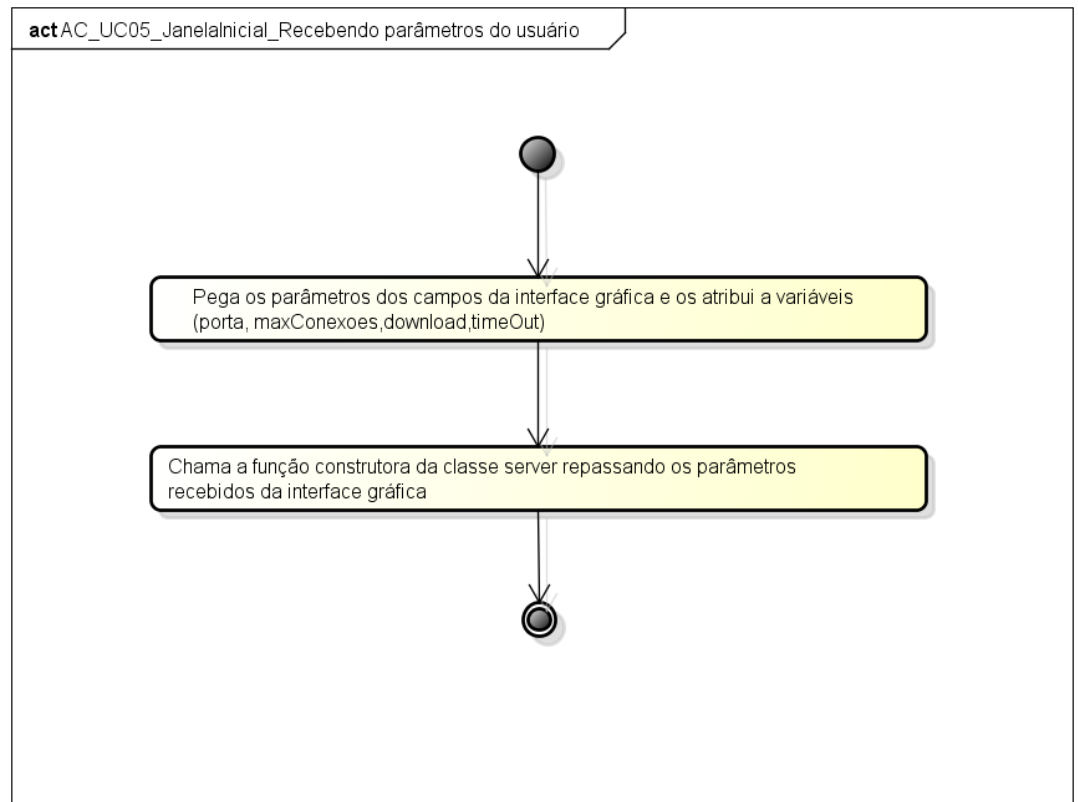 act AC_UC05_JanelaInicial_Recebendo parâmetros do usuário
Pega os parâmetros dos campos da interface gráfica e os atribui a variáveis
(porta, maxConexoes,download,timeOut)
Chama a função construtora da classe server repassando os parâmetros
recebidos da interface gráfica